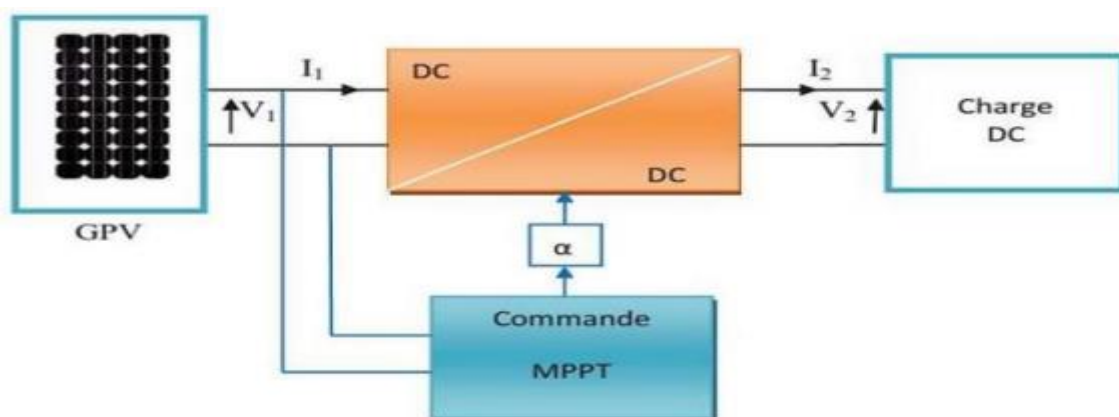 DC
I1
V1
I2
V2
Charge
DC
DC
GPV
α
Commande
MPPT